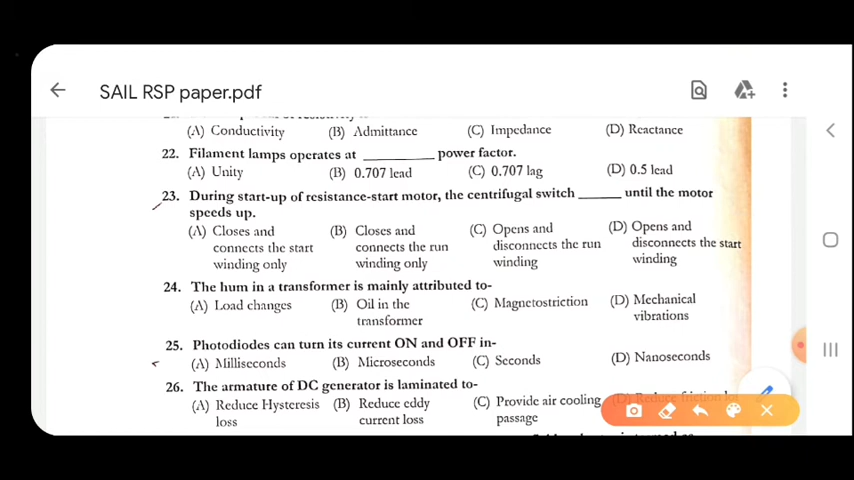 SAIL RSP paper.pdf
(A) Conductivity (B) Admittance (C) Impedance (D) Reactance
22. Filament lamps operates at ________ power factor.
(A) Unity (B) 0.707 lead (C) 0.707 lag (D) 0.5 lead
23. During start-up of resistance-start motor, the centrifugal switch _____ until the motor
speeds up.
(A) Closes and (B) Closes and (C) Opens and (D) Opens and
connects the start connects the run disconnects the run disconnects the start
winding only winding only winding winding
24. The hum in a transformer is mainly attributed to-
(A) Load changes (B) Oil in the (C) Magnetostriction (D) Mechanical
transformer vibrations
25. Photodiodes can turn its current ON and OFF in-
(A) Milliseconds (B) Microseconds (C) Seconds (D) Nanoseconds
26. The armature of DC generator is laminated to-
(A) Reduce Hysteresis (B) Reduce eddy (C) Provide air cooling (D) Reduce friction
loss current loss passage